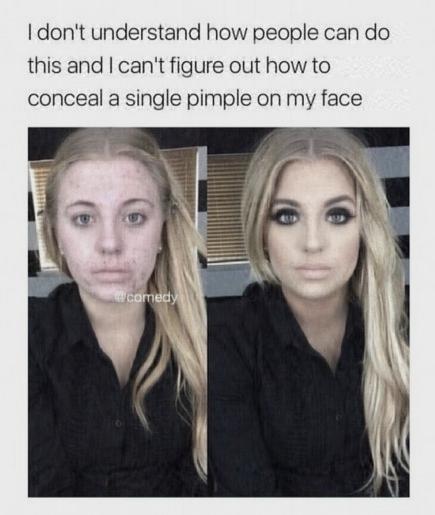 I don't understand how people can do
this and I can't figure out how to
conceal a single pimple on my face
@comedy